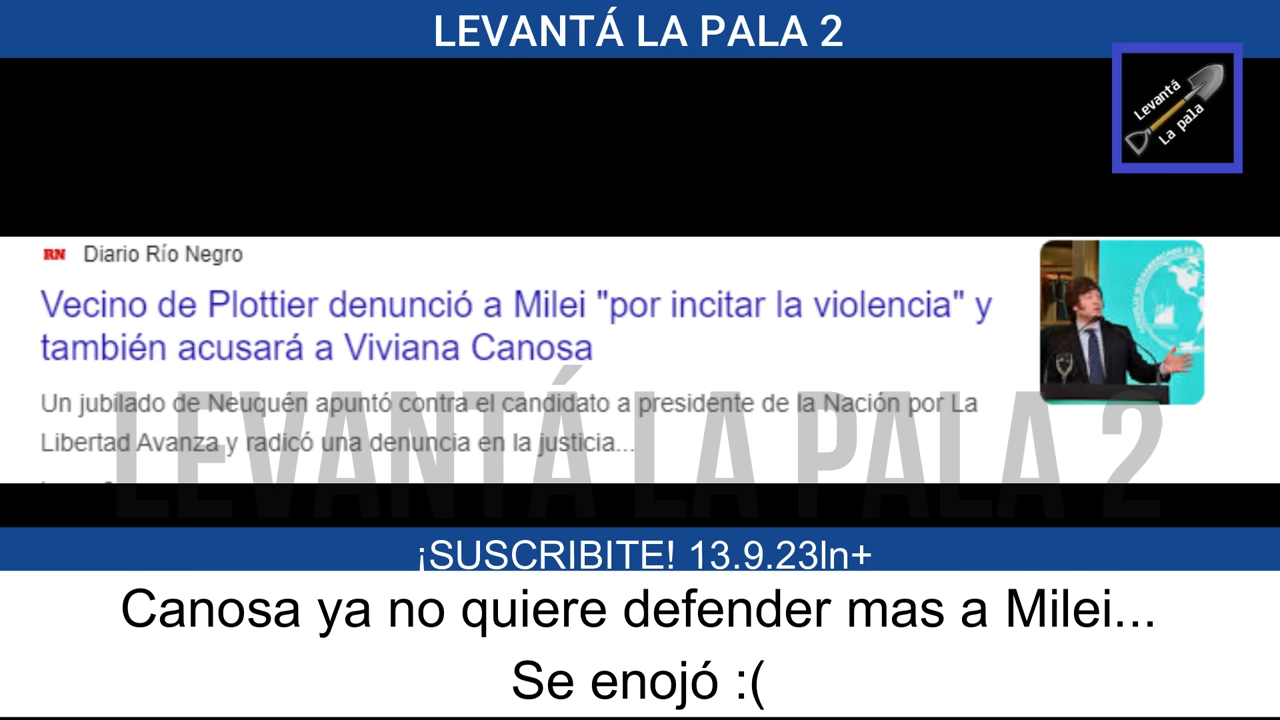 LEVANTÁ LA PALA 2
Levantá
La pala
RN Diario Río Negro
Vecino de Plottier denunció a Milei "por incitar la violencia" y
también acusará a Viviana Canosa
Un jubilado de Neuquén apuntó contra el candidato a presidente de la Nación por La
Libertad Avanza y radicó una denuncia en la justicia...
LEVANTÁ LA PALA 2
¡SUSCRIBITE! 13.9.23ln+
Canosa ya no quiere defender mas a Milei...
Se enojó :(